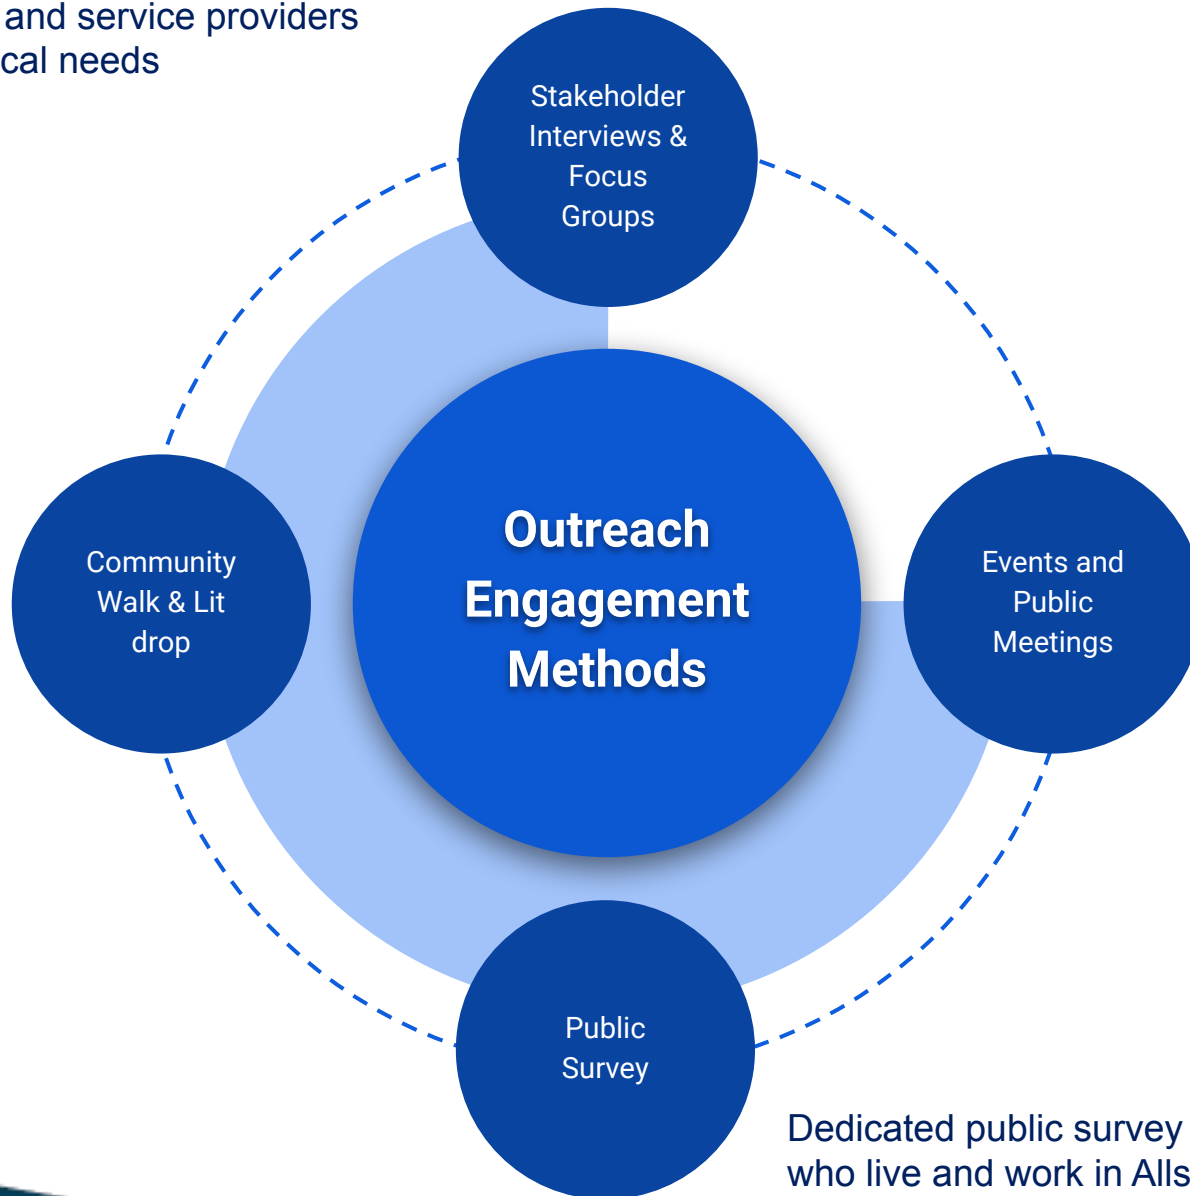 and service providers
cal needs
Stakeholder
Interviews &
Focus
Groups
Community
Walk & Lit
drop
Outreach
Engagement
Methods
Events and
Public
Meetings
Public
Survey
Dedicated public survey
who live and work in Alls